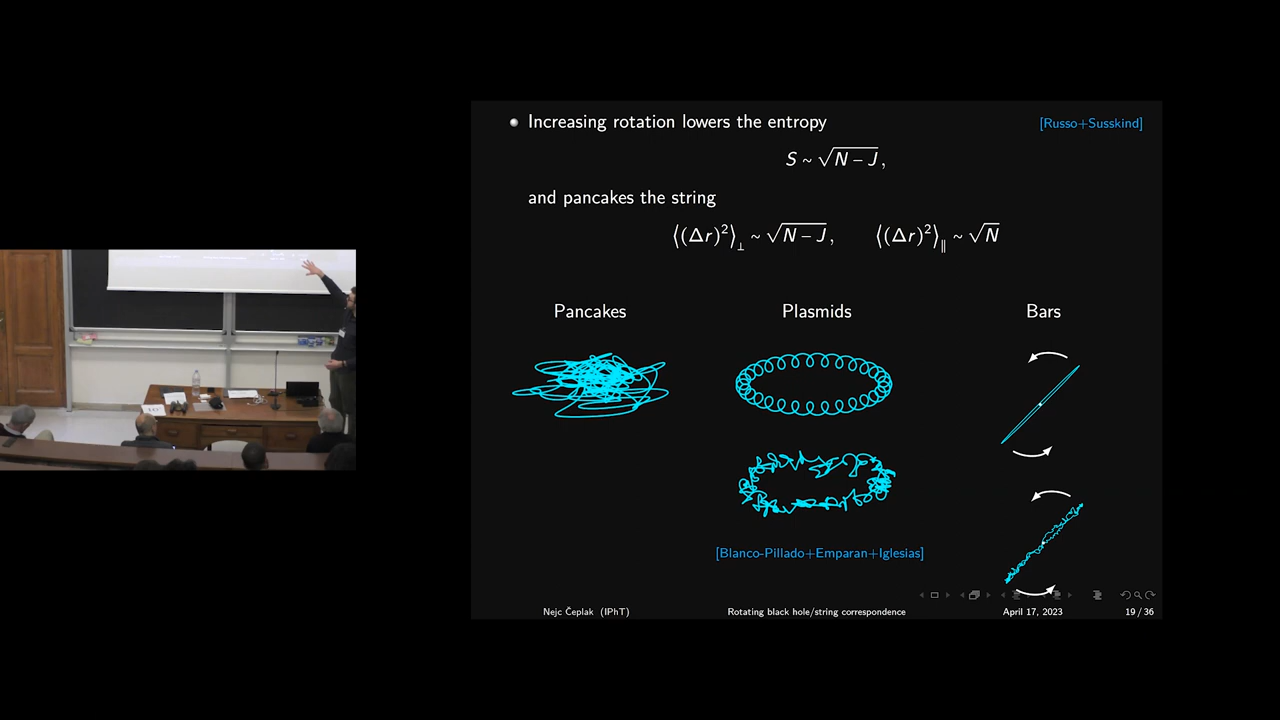 Increasing rotation lowers the entropy
[Russo+Susskind]
S ~ √(N − J) ,
and pancakes the string
⟨(Δr)²⟩⊥ ~ √(N − J) , ⟨(Δr)²⟩∥ ~ √N
Pancakes Plasmids Bars
[Blanco-Pillado+Emparan+Iglesias]
Nejc Čeplak (IPhT) Rotating black hole/string correspondence April 17, 2023 19 / 36